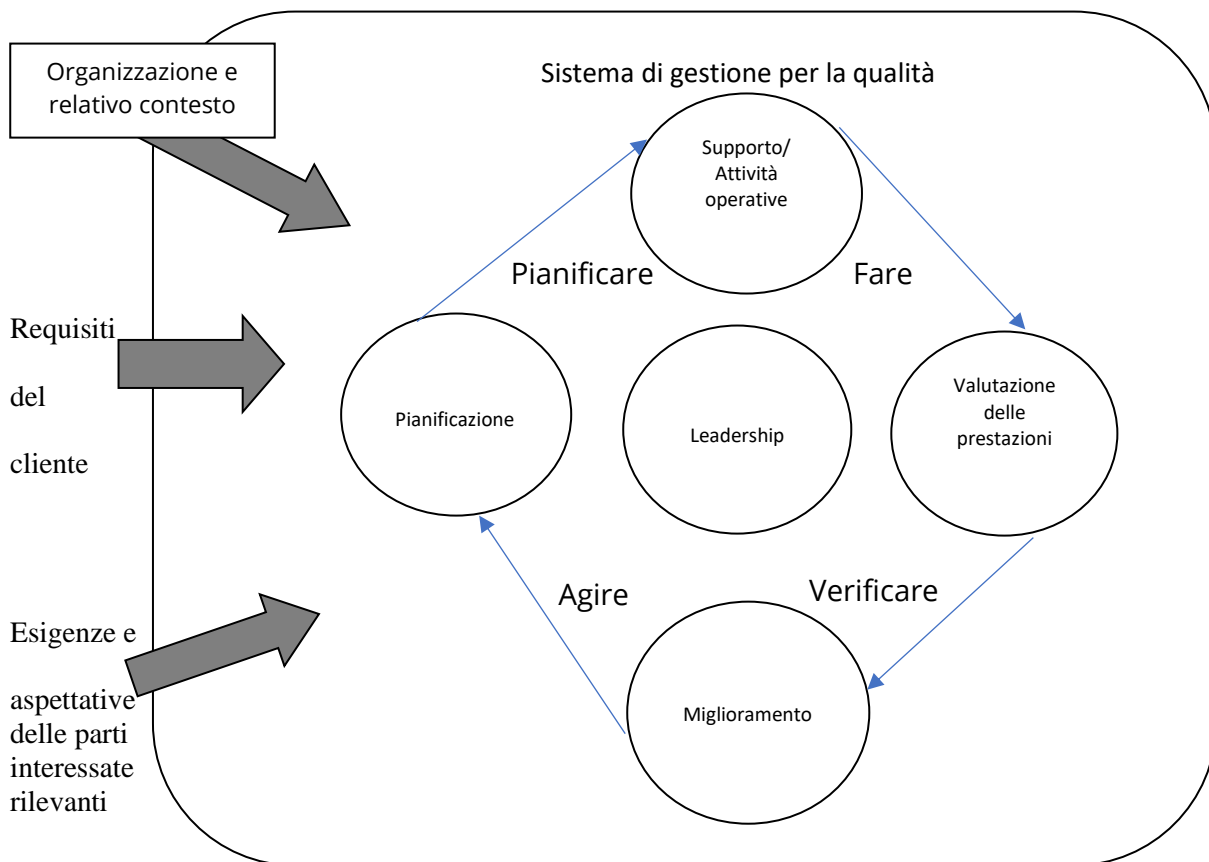 Organizzazione e
relativo contesto
Sistema di gestione per la qualità
Supporto/
Attività
operative
Pianificare
Fare
Requisiti
del
cliente
Pianificazione
Leadership
Valutazione
delle
prestazioni
Agire
Verificare
Esigenze e
aspettative
delle parti
interessate
rilevanti
Miglioramento